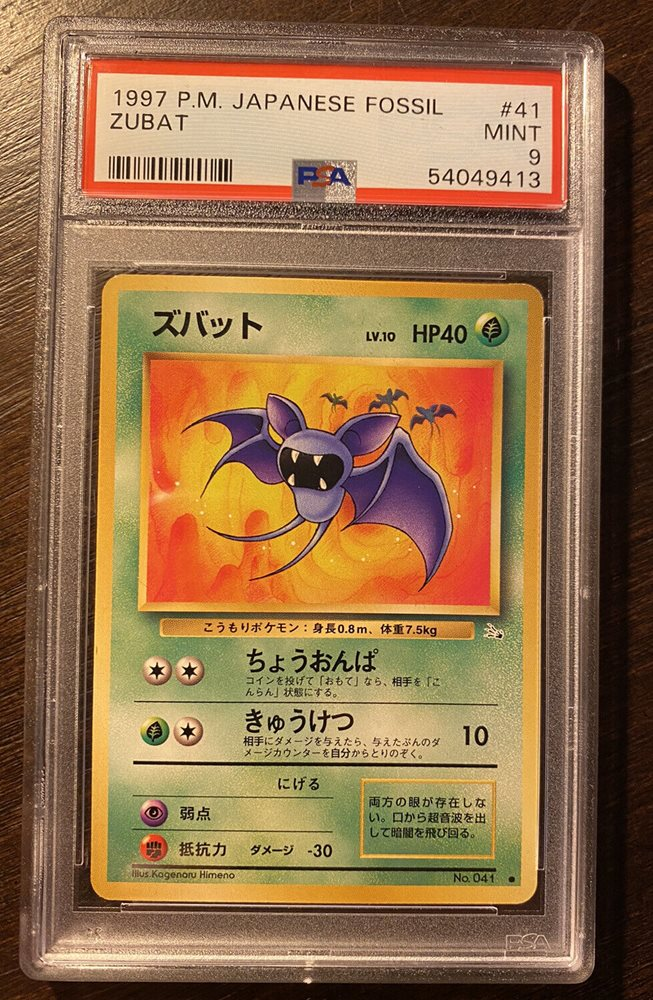 1997 P.M. JAPANESE FOSSIL #41
ZUBAT MINT
9
PSA 54049413
ズバット LV.10 HP40
こうもりポケモン：身長0.8m、体重7.5kg
ちょうおんぱ
コインを投げて「おもて」なら、相手を「こ
んらん」状態にする。
きゅうけつ 10
相手にダメージを与えたら、与えたぶんのダ
メージカウンターを自分からとりのぞく。
にげる
弱点
抵抗力 ダメージ -30
両方の眼が存在しな
い。口から超音波を出
して暗闇を飛び回る。
Illus.Kagenoru Himeno No.041
PSA